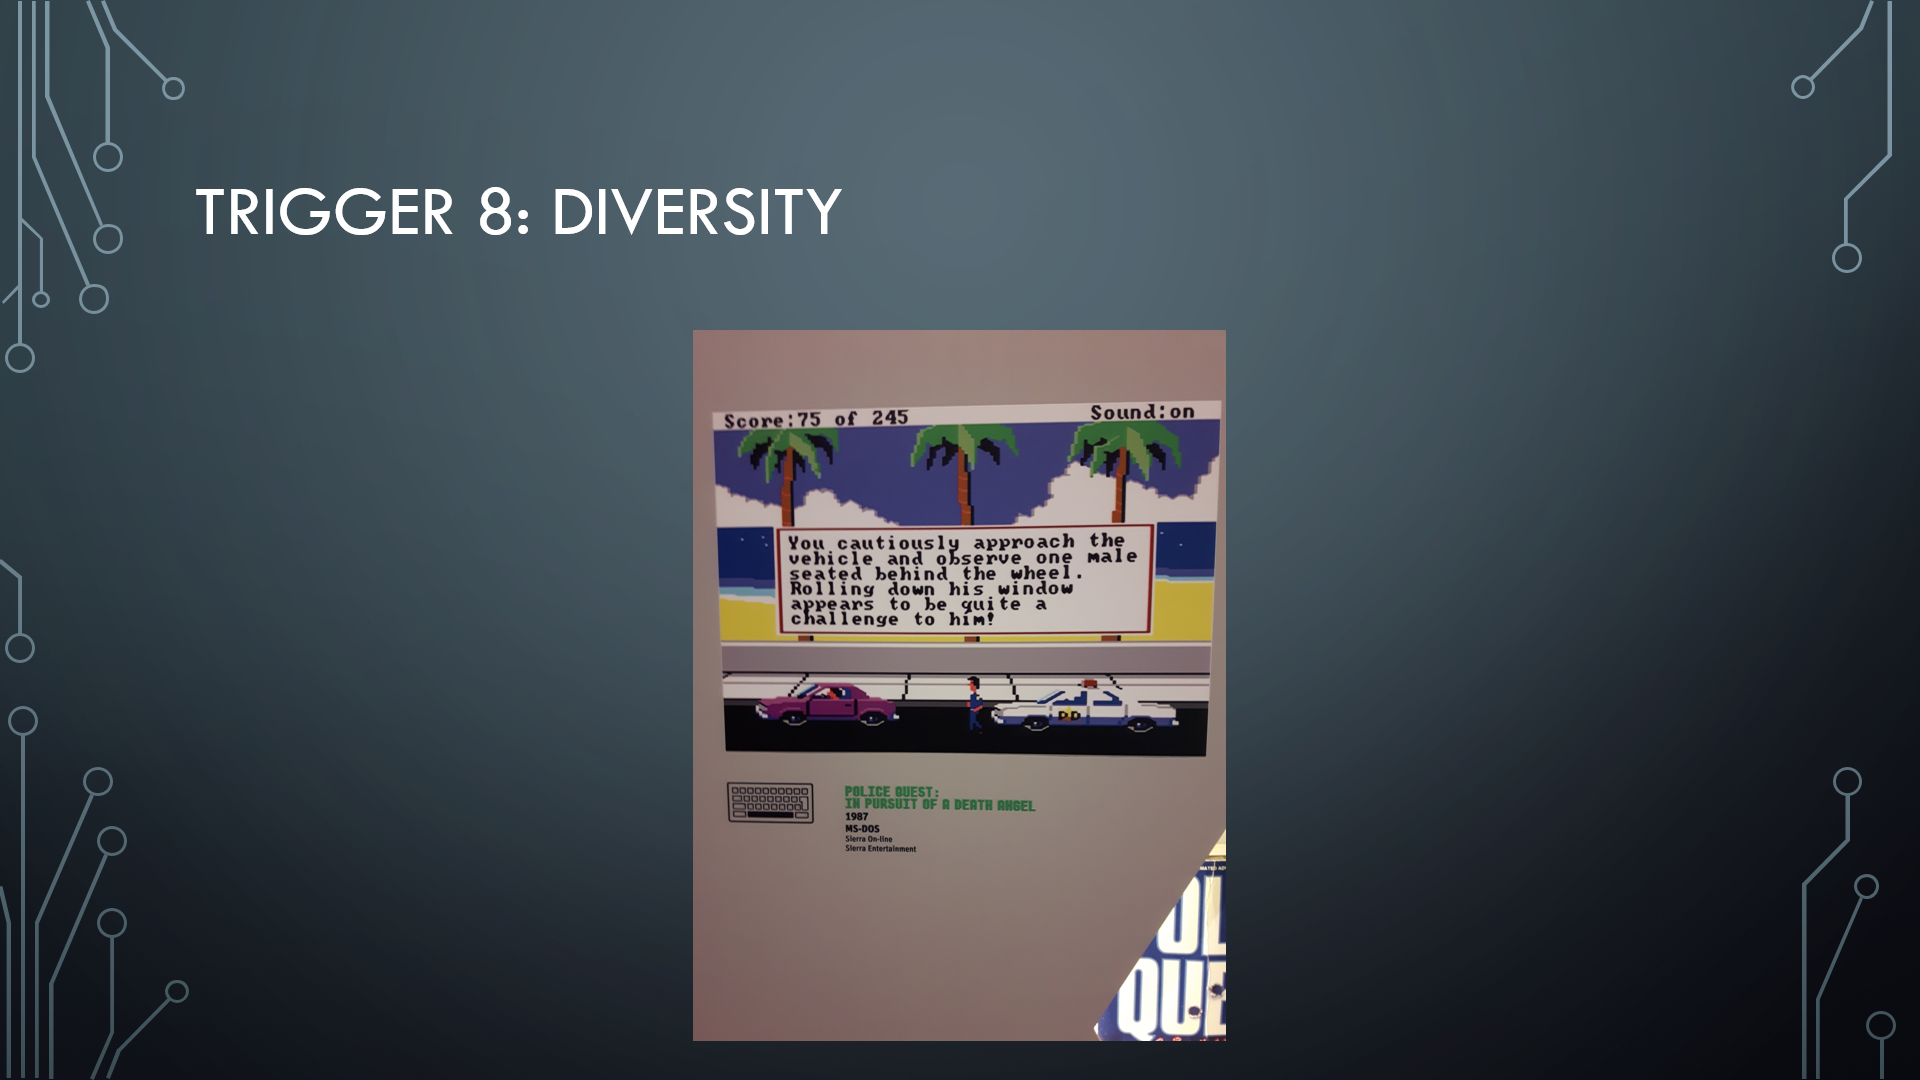 TRIGGER 8: DIVERSITY
Score:75 of 245 Sound:on
You cautiously approach the
vehicle and observe one male
seated behind the wheel.
Rolling down his window
appears to be quite a
challenge to him!
PD
POLICE QUEST:
IN PURSUIT OF A DEATH ANGEL
1987
MS-DOS
Sierra On-line
Sierra Entertainment
OL
QUE